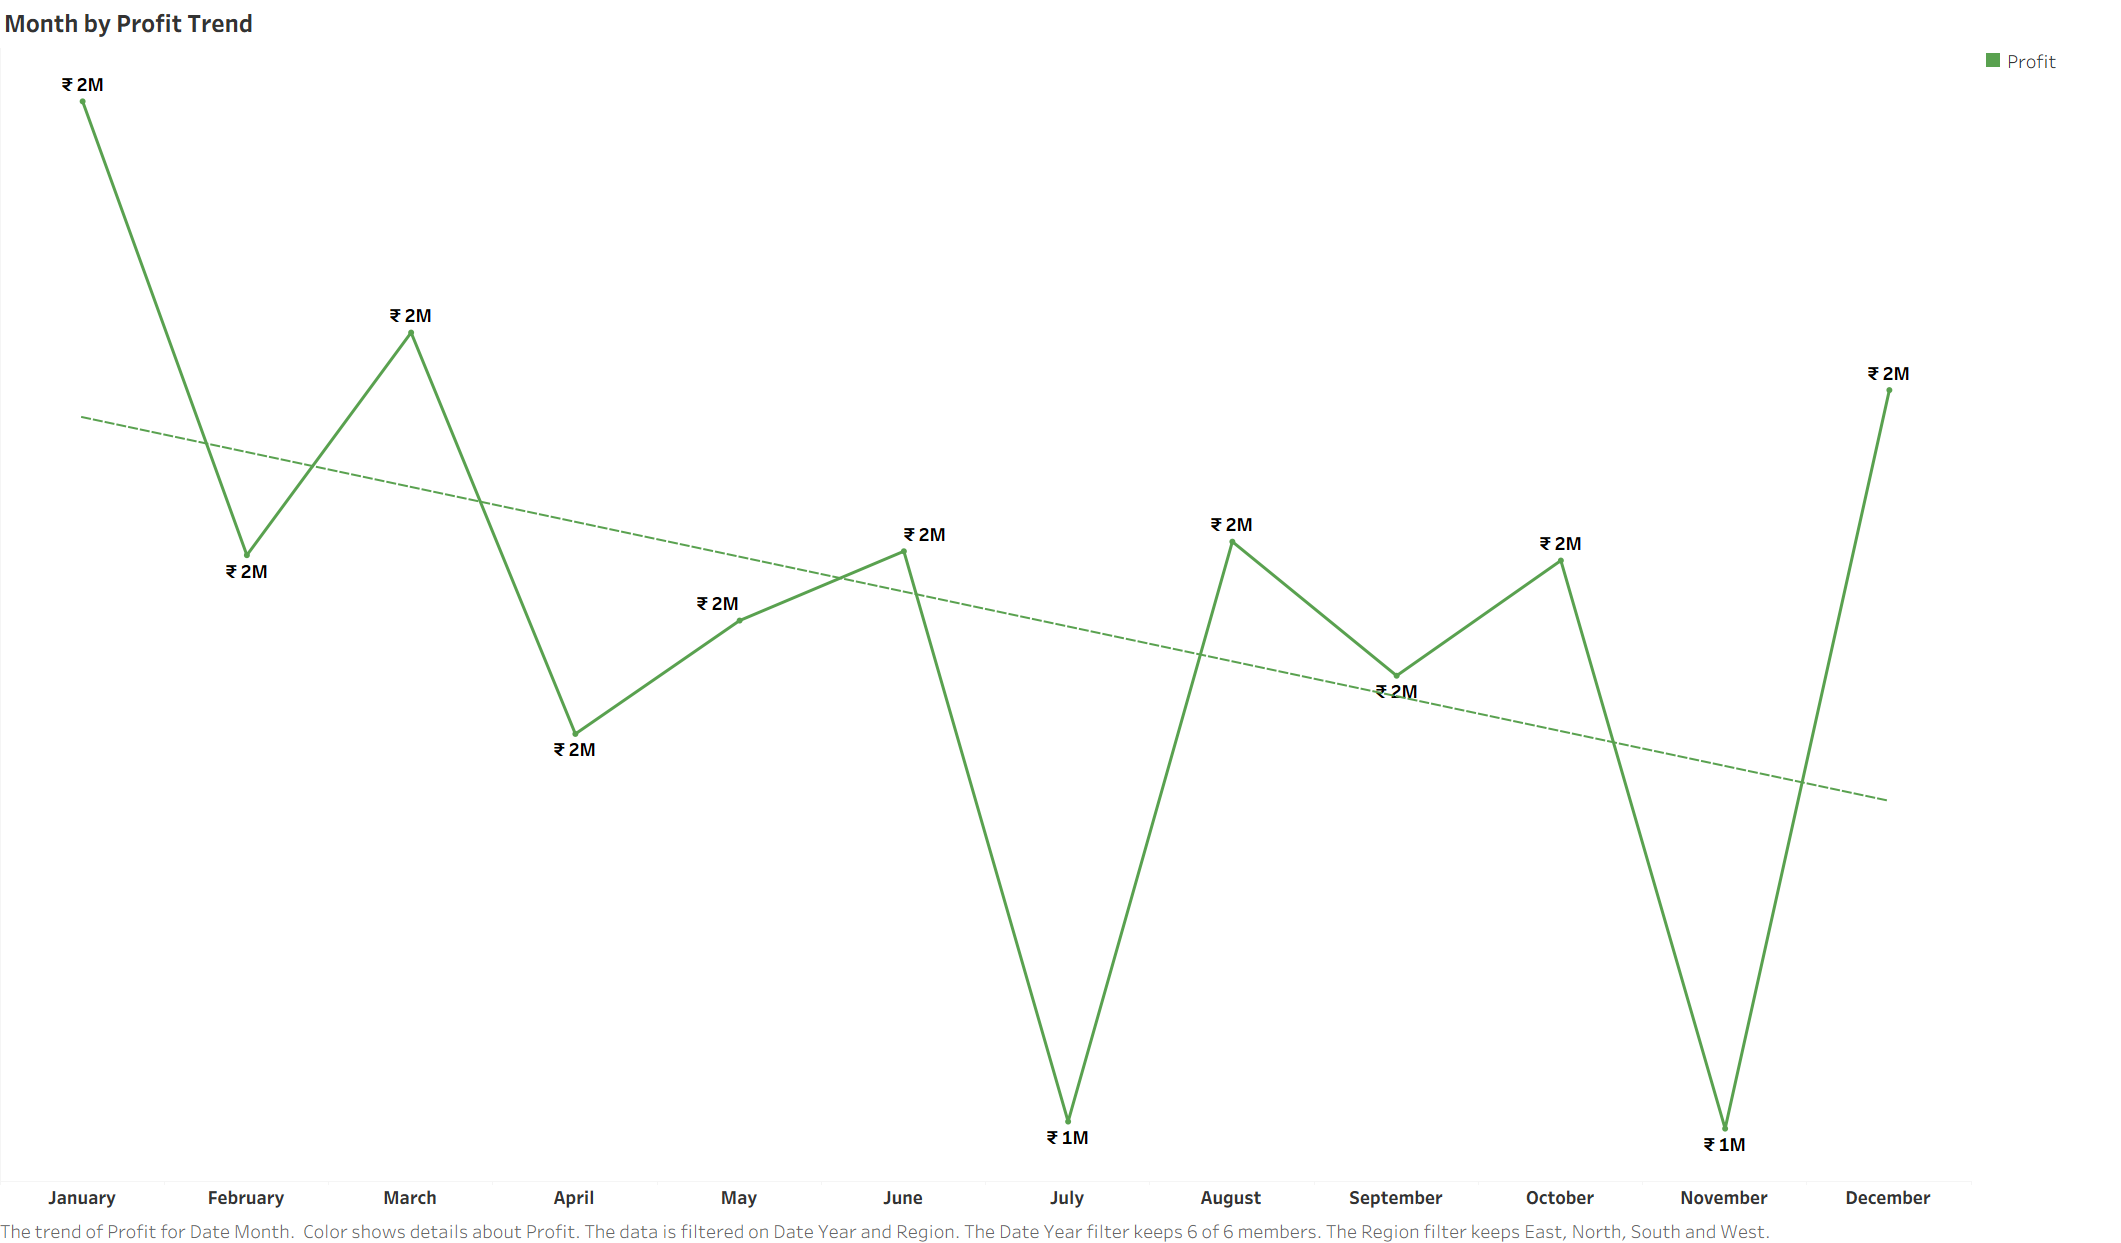 Month by Profit Trend
Profit
₹ 2M
₹ 2M
₹ 2M
₹ 2M
₹ 2M
₹ 2M
₹ 1M
₹ 2M
₹ 2M
₹ 2M
₹ 1M
₹ 2M
January February March April May June July August September October November December
The trend of Profit for Date Month.  Color shows details about Profit. The data is filtered on Date Year and Region. The Date Year filter keeps 6 of 6 members. The Region filter keeps East, North, South and West.